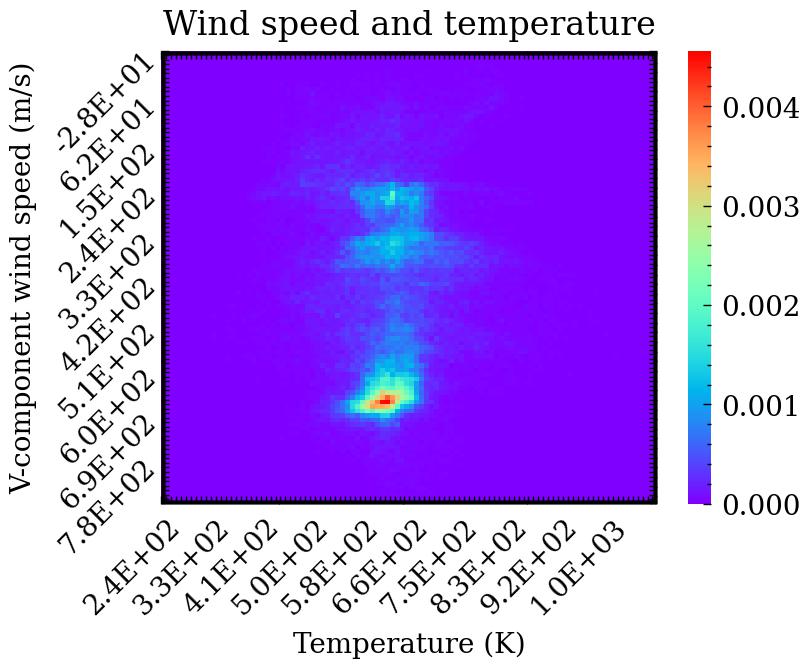 Wind speed and temperature
V-component wind speed (m/s)
-2.8E+01
6.2E+01
1.5E+02
2.4E+02
3.3E+02
4.2E+02
5.1E+02
6.0E+02
6.9E+02
7.8E+02
2.4E+02
3.3E+02
4.1E+02
5.0E+02
5.8E+02
6.6E+02
7.5E+02
8.3E+02
9.2E+02
1.0E+03
Temperature (K)
0.004
0.003
0.002
0.001
0.000